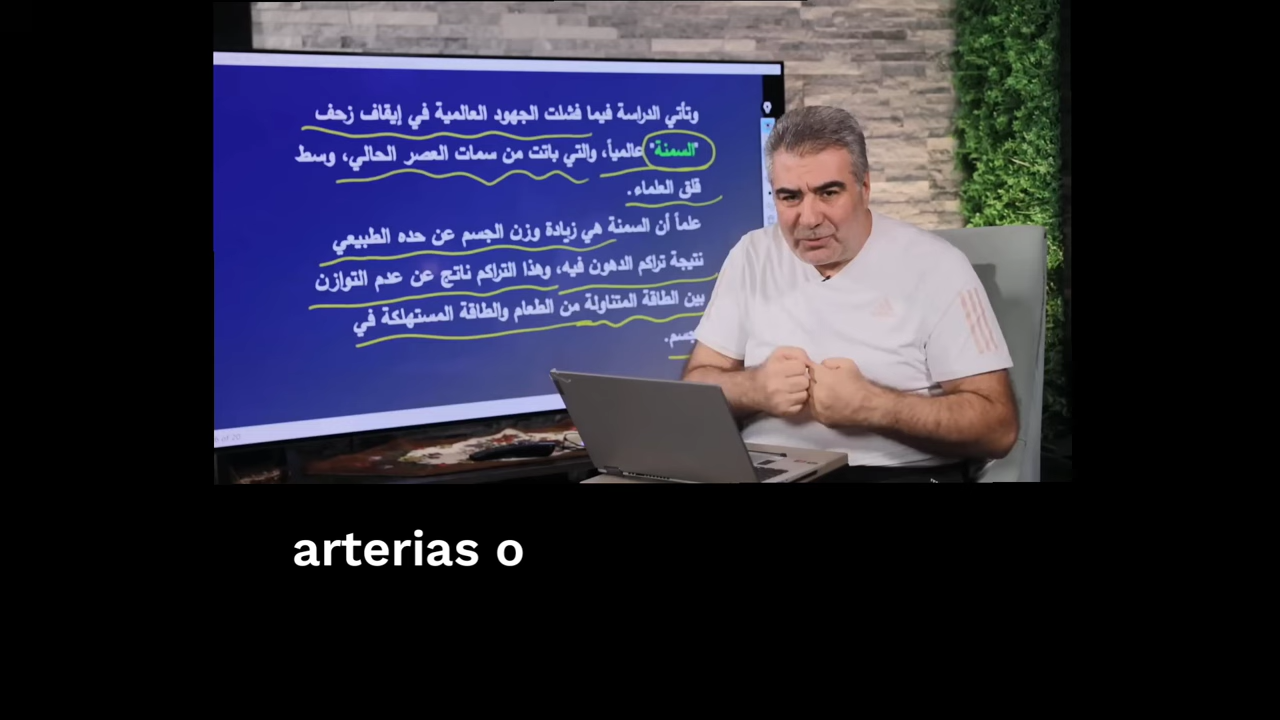 وتأتي الدراسة فيما فشلت الجهود العالمية في إيقاف زحف
"السمنة" عالمياً، والتي باتت من سمات العصر الحالي، وسط
قلق العلماء.
علماً أن السمنة هي زيادة وزن الجسم عن حده الطبيعي
نتيجة تراكم الدهون فيه، وهذا التراكم ناتج عن عدم التوازن
بين الطاقة المتناولة من الطعام والطاقة المستهلكة في
arterias o